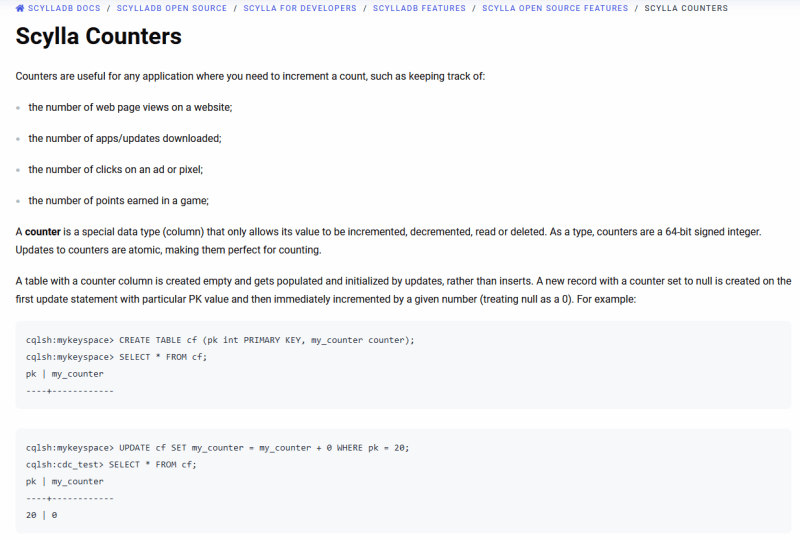 SCYLLADB DOCS / SCYLLADB OPEN SOURCE / SCYLLA FOR DEVELOPERS / SCYLLADB FEATURES / SCYLLA OPEN SOURCE FEATURES / SCYLLA COUNTERS
Scylla Counters
Counters are useful for any application where you need to increment a count, such as keeping track of:
the number of web page views on a website;
the number of apps/updates downloaded;
the number of clicks on an ad or pixel;
the number of points earned in a game;
A counter is a special data type (column) that only allows its value to be incremented, decremented, read or deleted. As a type, counters are a 64-bit signed integer.
Updates to counters are atomic, making them perfect for counting.
A table with a counter column is created empty and gets populated and initialized by updates, rather than inserts. A new record with a counter set to null is created on the
first update statement with particular PK value and then immediately incremented by a given number (treating null as a 0). For example:
cqlsh:mykeyspace> CREATE TABLE cf (pk int PRIMARY KEY, my_counter counter);
cqlsh:mykeyspace> SELECT * FROM cf;
pk | my_counter
----+------------
cqlsh:mykeyspace> UPDATE cf SET my_counter = my_counter + 0 WHERE pk = 20;
cqlsh:cdc_test> SELECT * FROM cf;
pk | my_counter
----+------------
20 | 0